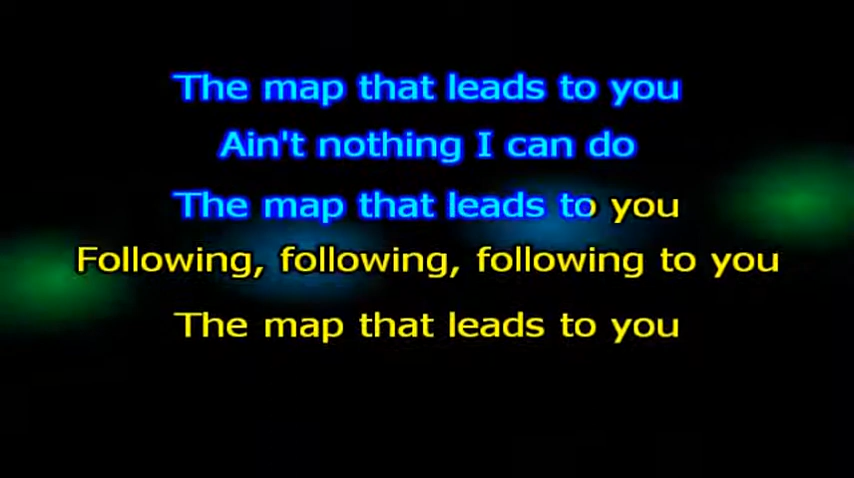 The map that leads to you
Ain't nothing I can do
The map that leads to you
Following, following, following to you
The map that leads to you